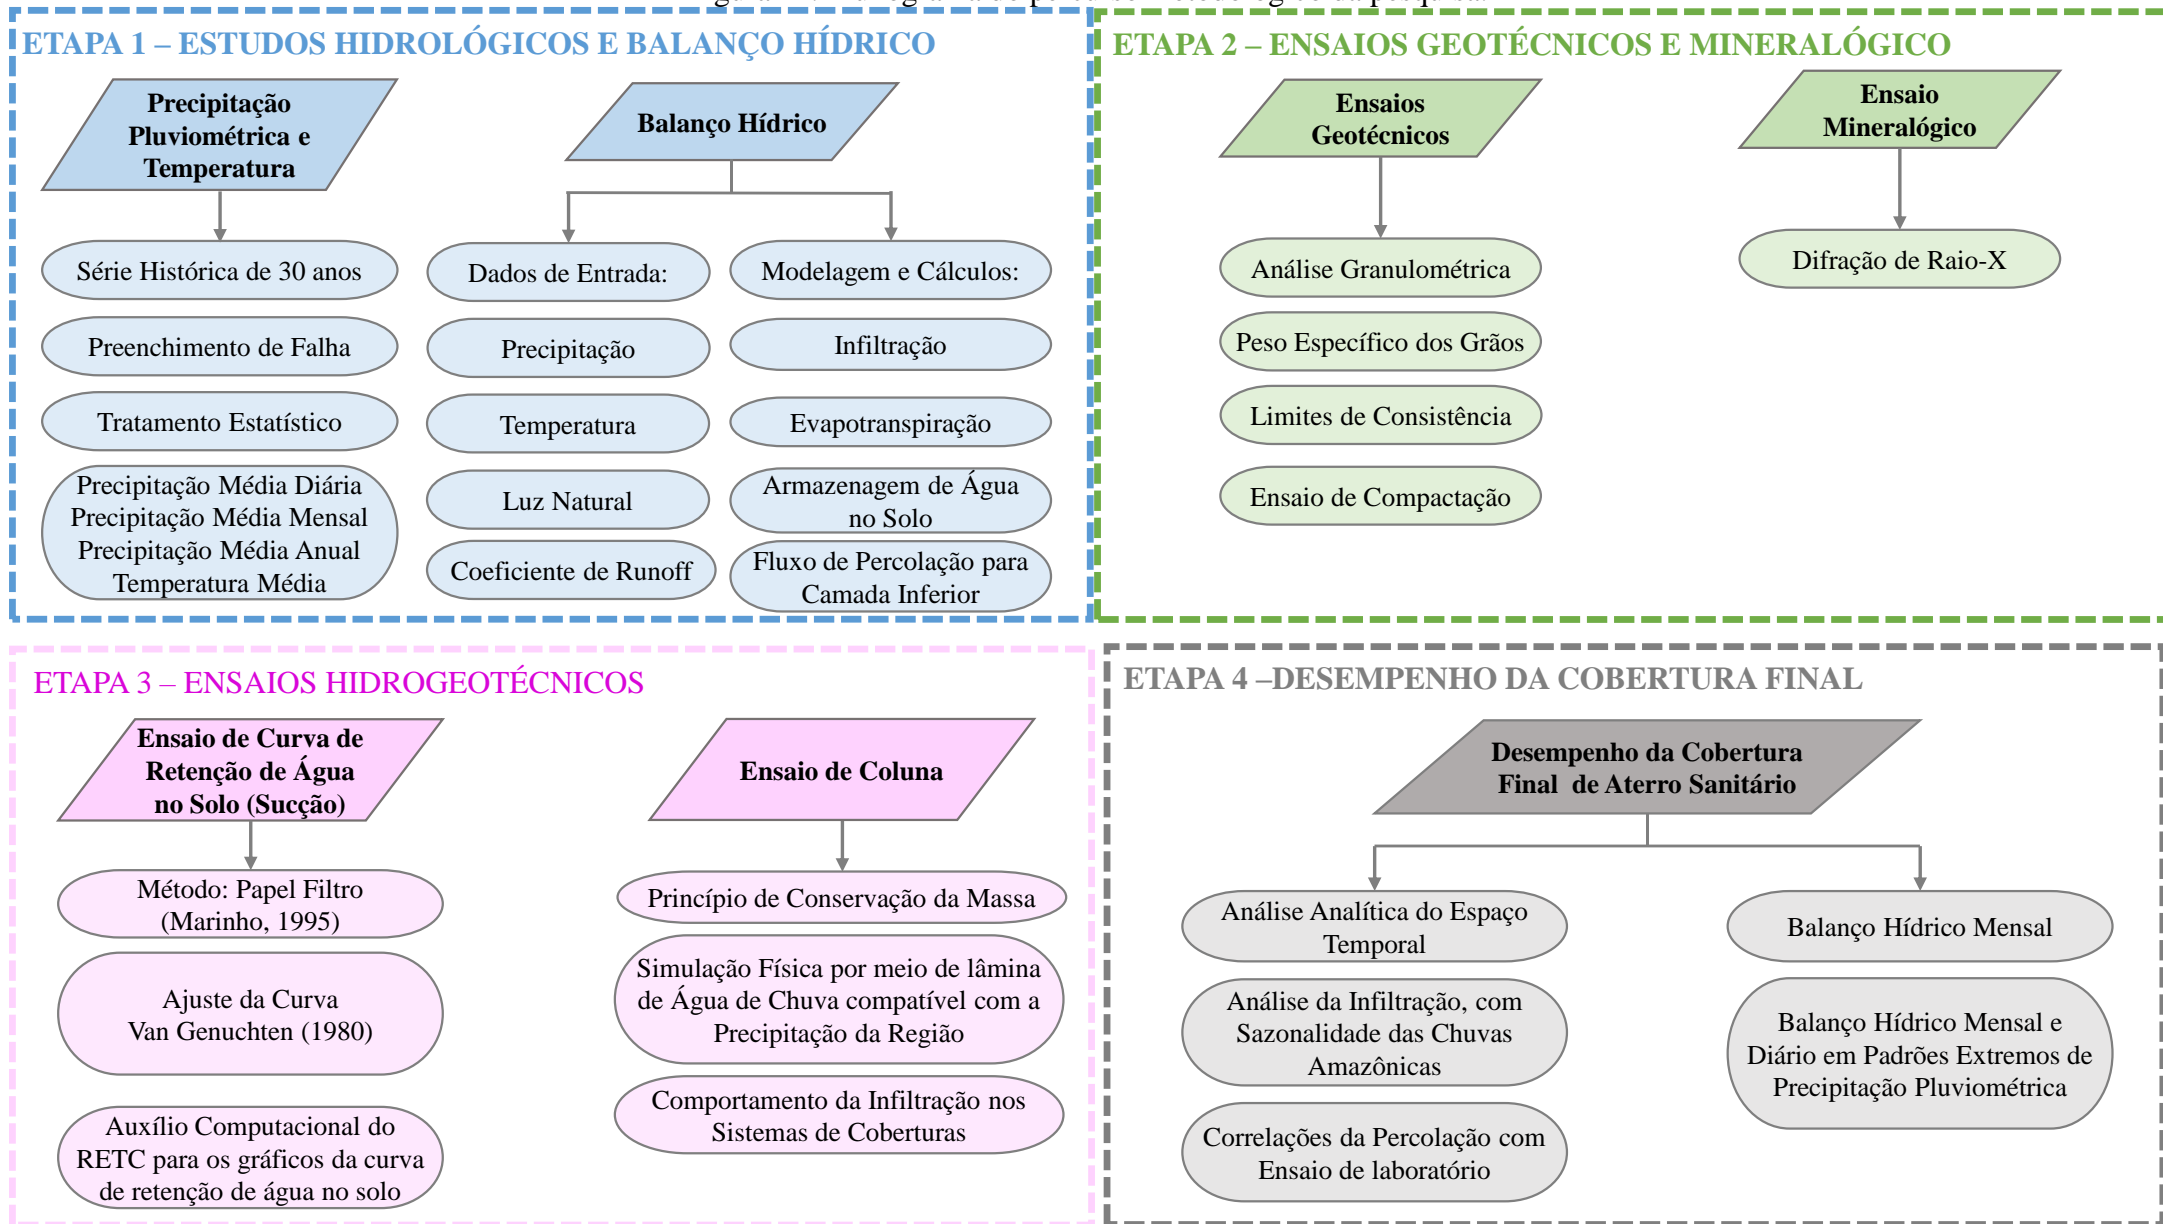 ETAPA 1 – ESTUDOS HIDROLÓGICOS E BALANÇO HÍDRICO
Precipitação
Pluviométrica e
Temperatura
Série Histórica de 30 anos
Preenchimento de Falha
Tratamento Estatístico
Precipitação Média Diária
Precipitação Média Mensal
Precipitação Média Anual
Temperatura Média
Balanço Hídrico
Dados de Entrada:
Precipitação
Temperatura
Luz Natural
Coeficiente de Runoff
Modelagem e Cálculos:
Infiltração
Evapotranspiração
Armazenagem de Água
no Solo
Fluxo de Percolação para
Camada Inferior
ETAPA 2 – ENSAIOS GEOTÉCNICOS E MINERALÓGICO
Ensaios
Geotécnicos
Análise Granulométrica
Peso Específico dos Grãos
Limites de Consistência
Ensaio de Compactação
Ensaio
Mineralógico
Difração de Raio-X
ETAPA 3 – ENSAIOS HIDROGEOTÉCNICOS
Ensaio de Curva de
Retenção de Água
no Solo (Sucção)
Método: Papel Filtro
(Marinho, 1995)
Ajuste da Curva
Van Genuchten (1980)
Auxílio Computacional do
RETC para os gráficos da curva
de retenção de água no solo
Ensaio de Coluna
Princípio de Conservação da Massa
Simulação Física por meio de lâmina
de Água de Chuva compatível com a
Precipitação da Região
Comportamento da Infiltração nos
Sistemas de Coberturas
ETAPA 4 –DESEMPENHO DA COBERTURA FINAL
Desempenho da Cobertura
Final de Aterro Sanitário
Análise Analítica do Espaço
Temporal
Análise da Infiltração, com
Sazonalidade das Chuvas
Amazônicas
Correlações da Percolação com
Ensaio de laboratório
Balanço Hídrico Mensal
Balanço Hídrico Mensal e
Diário em Padrões Extremos de
Precipitação Pluviométrica